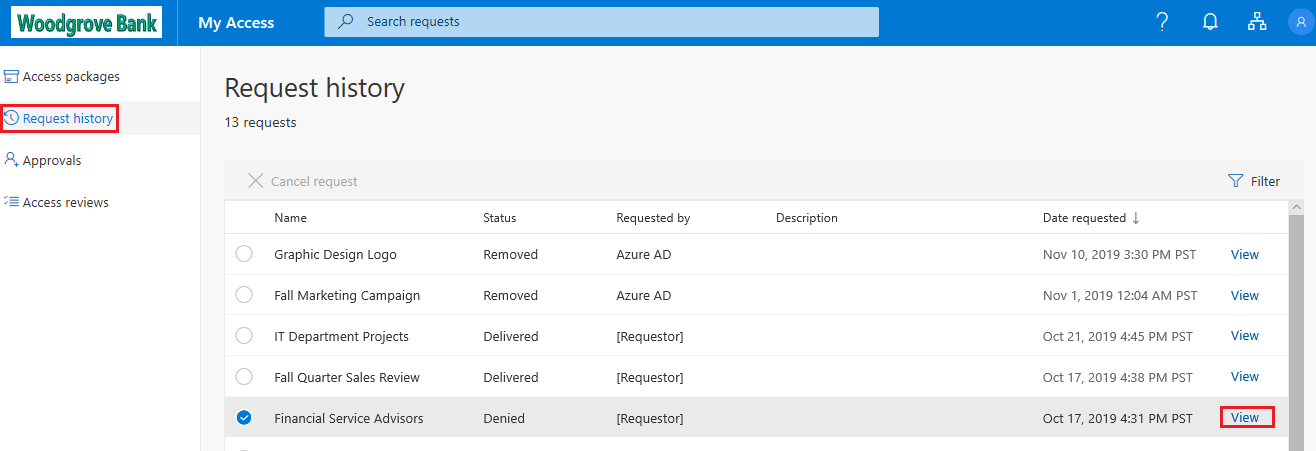 Woodgrove Bank My Access Search requests ?
Access packages
Request history
Approvals
Access reviews
Request history
13 requests
Cancel request Filter
Name Status Requested by Description Date requested ↓
Graphic Design Logo Removed Azure AD Nov 10, 2019 3:30 PM PST View
Fall Marketing Campaign Removed Azure AD Nov 1, 2019 12:04 AM PST View
IT Department Projects Delivered [Requestor] Oct 21, 2019 4:45 PM PST View
Fall Quarter Sales Review Delivered [Requestor] Oct 17, 2019 4:38 PM PST View
Financial Service Advisors Denied [Requestor] Oct 17, 2019 4:31 PM PST View